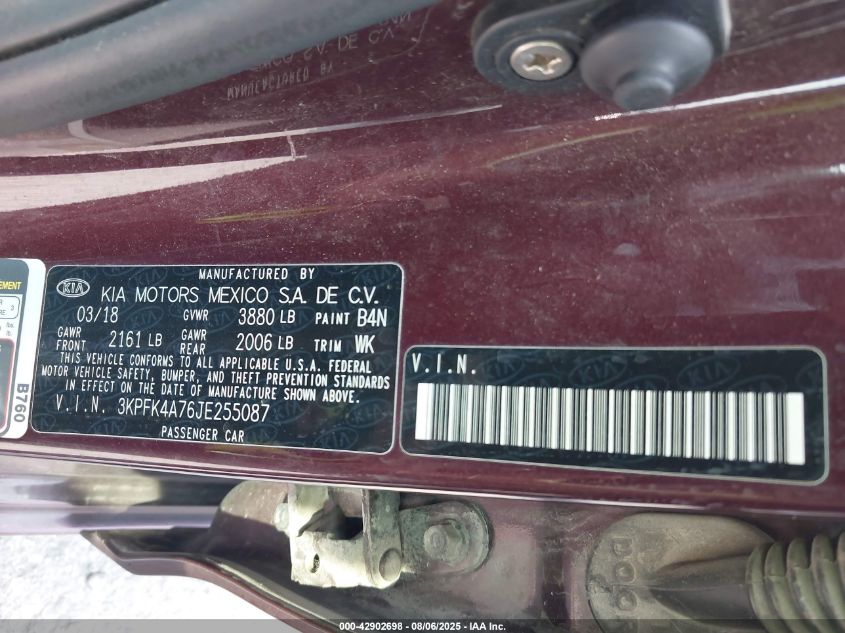 MANUFACTURED BY
KIA KIA MOTORS MEXICO S.A. DE C.V.
03/18 GVWR 3880 LB PAINT B4N
GAWR FRONT 2161 LB GAWR REAR 2006 LB TRIM WK
THIS VEHICLE CONFORMS TO ALL APPLICABLE U.S.A. FEDERAL
MOTOR VEHICLE SAFETY, BUMPER, AND THEFT PREVENTION STANDARDS
IN EFFECT ON THE DATE OF MANUFACTURE SHOWN ABOVE.
V.I.N. 3KPFK4A76JE255087
PASSENGER CAR
V.I.N.
B760
000-42902698 - 08/06/2025 - IAA Inc.